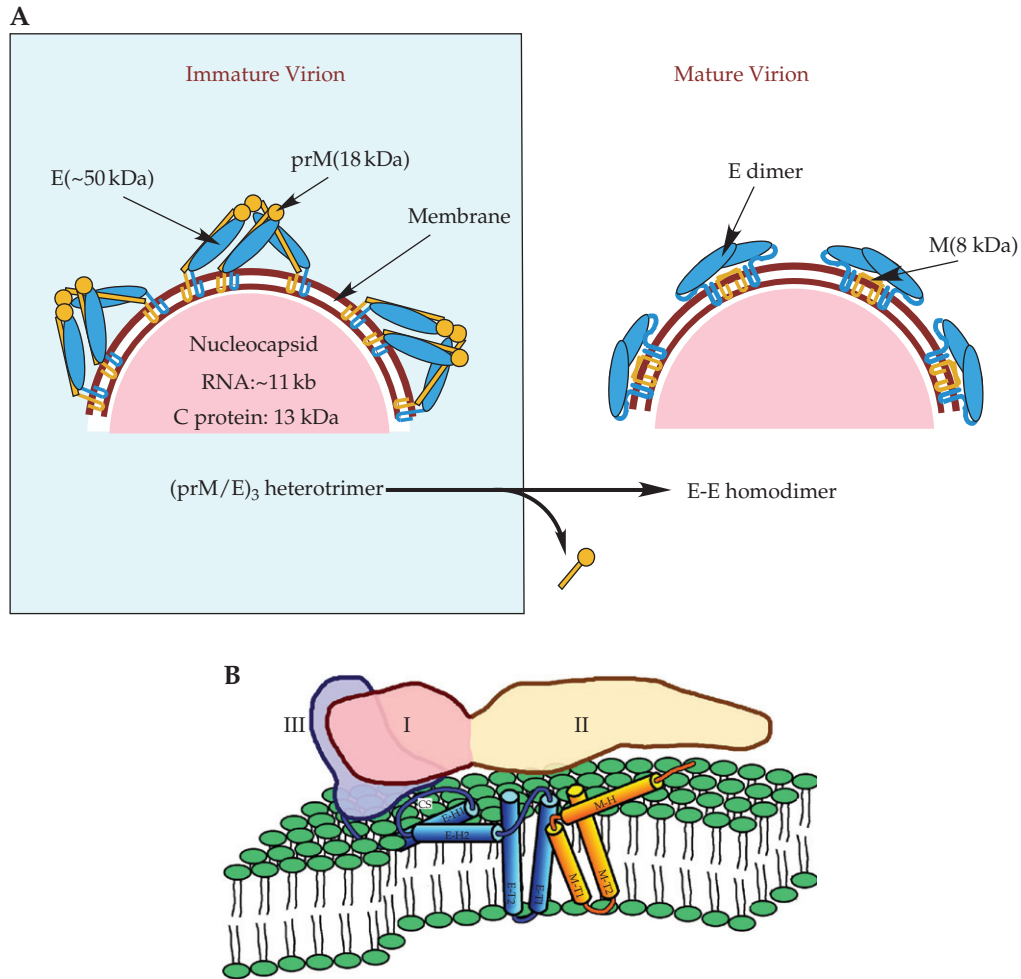 A
Immature Virion
Mature Virion
prM(18 kDa)
E(~50 kDa)
E dimer
Membrane
M(8 kDa)
Nucleocapsid
RNA:~11 kb
C protein: 13 kDa
(prM/E)3 heterotrimer
E-E homodimer
B
III
I
II
CS
E-H1
E-H2
M-H
E-T2
E-T1
M-T1
M-T2